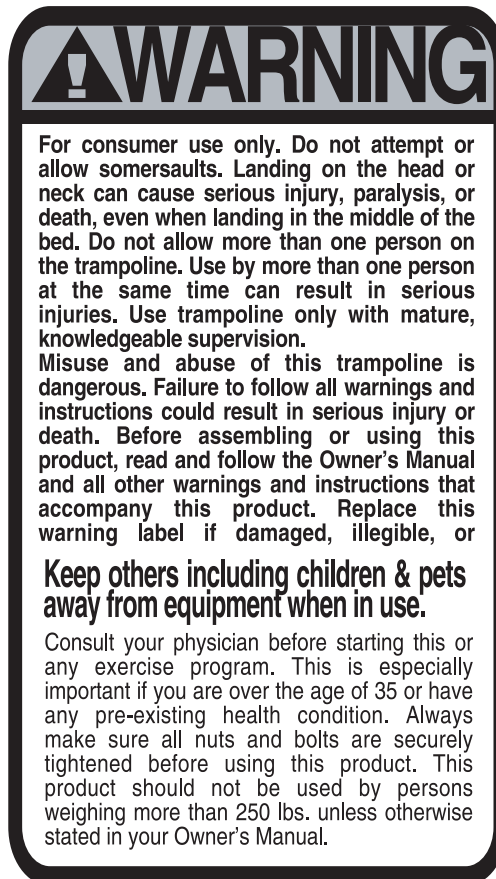 WARNING
For consumer use only. Do not attempt or
allow somersaults. Landing on the head or
neck can cause serious injury, paralysis, or
death, even when landing in the middle of the
bed. Do not allow more than one person on
the trampoline. Use by more than one person
at the same time can result in serious
injuries. Use trampoline only with mature,
knowledgeable supervision.
Misuse and abuse of this trampoline is
dangerous. Failure to follow all warnings and
instructions could result in serious injury or
death. Before assembling or using this
product, read and follow the Owner's Manual
and all other warnings and instructions that
accompany this product. Replace this
warning label if damaged, illegible, or
Keep others including children & pets
away from equipment when in use.
Consult your physician before starting this or
any exercise program. This is especially
important if you are over the age of 35 or have
any pre-existing health condition. Always
make sure all nuts and bolts are securely
tightened before using this product. This
product should not be used by persons
weighing more than 250 lbs. unless otherwise
stated in your Owner's Manual.